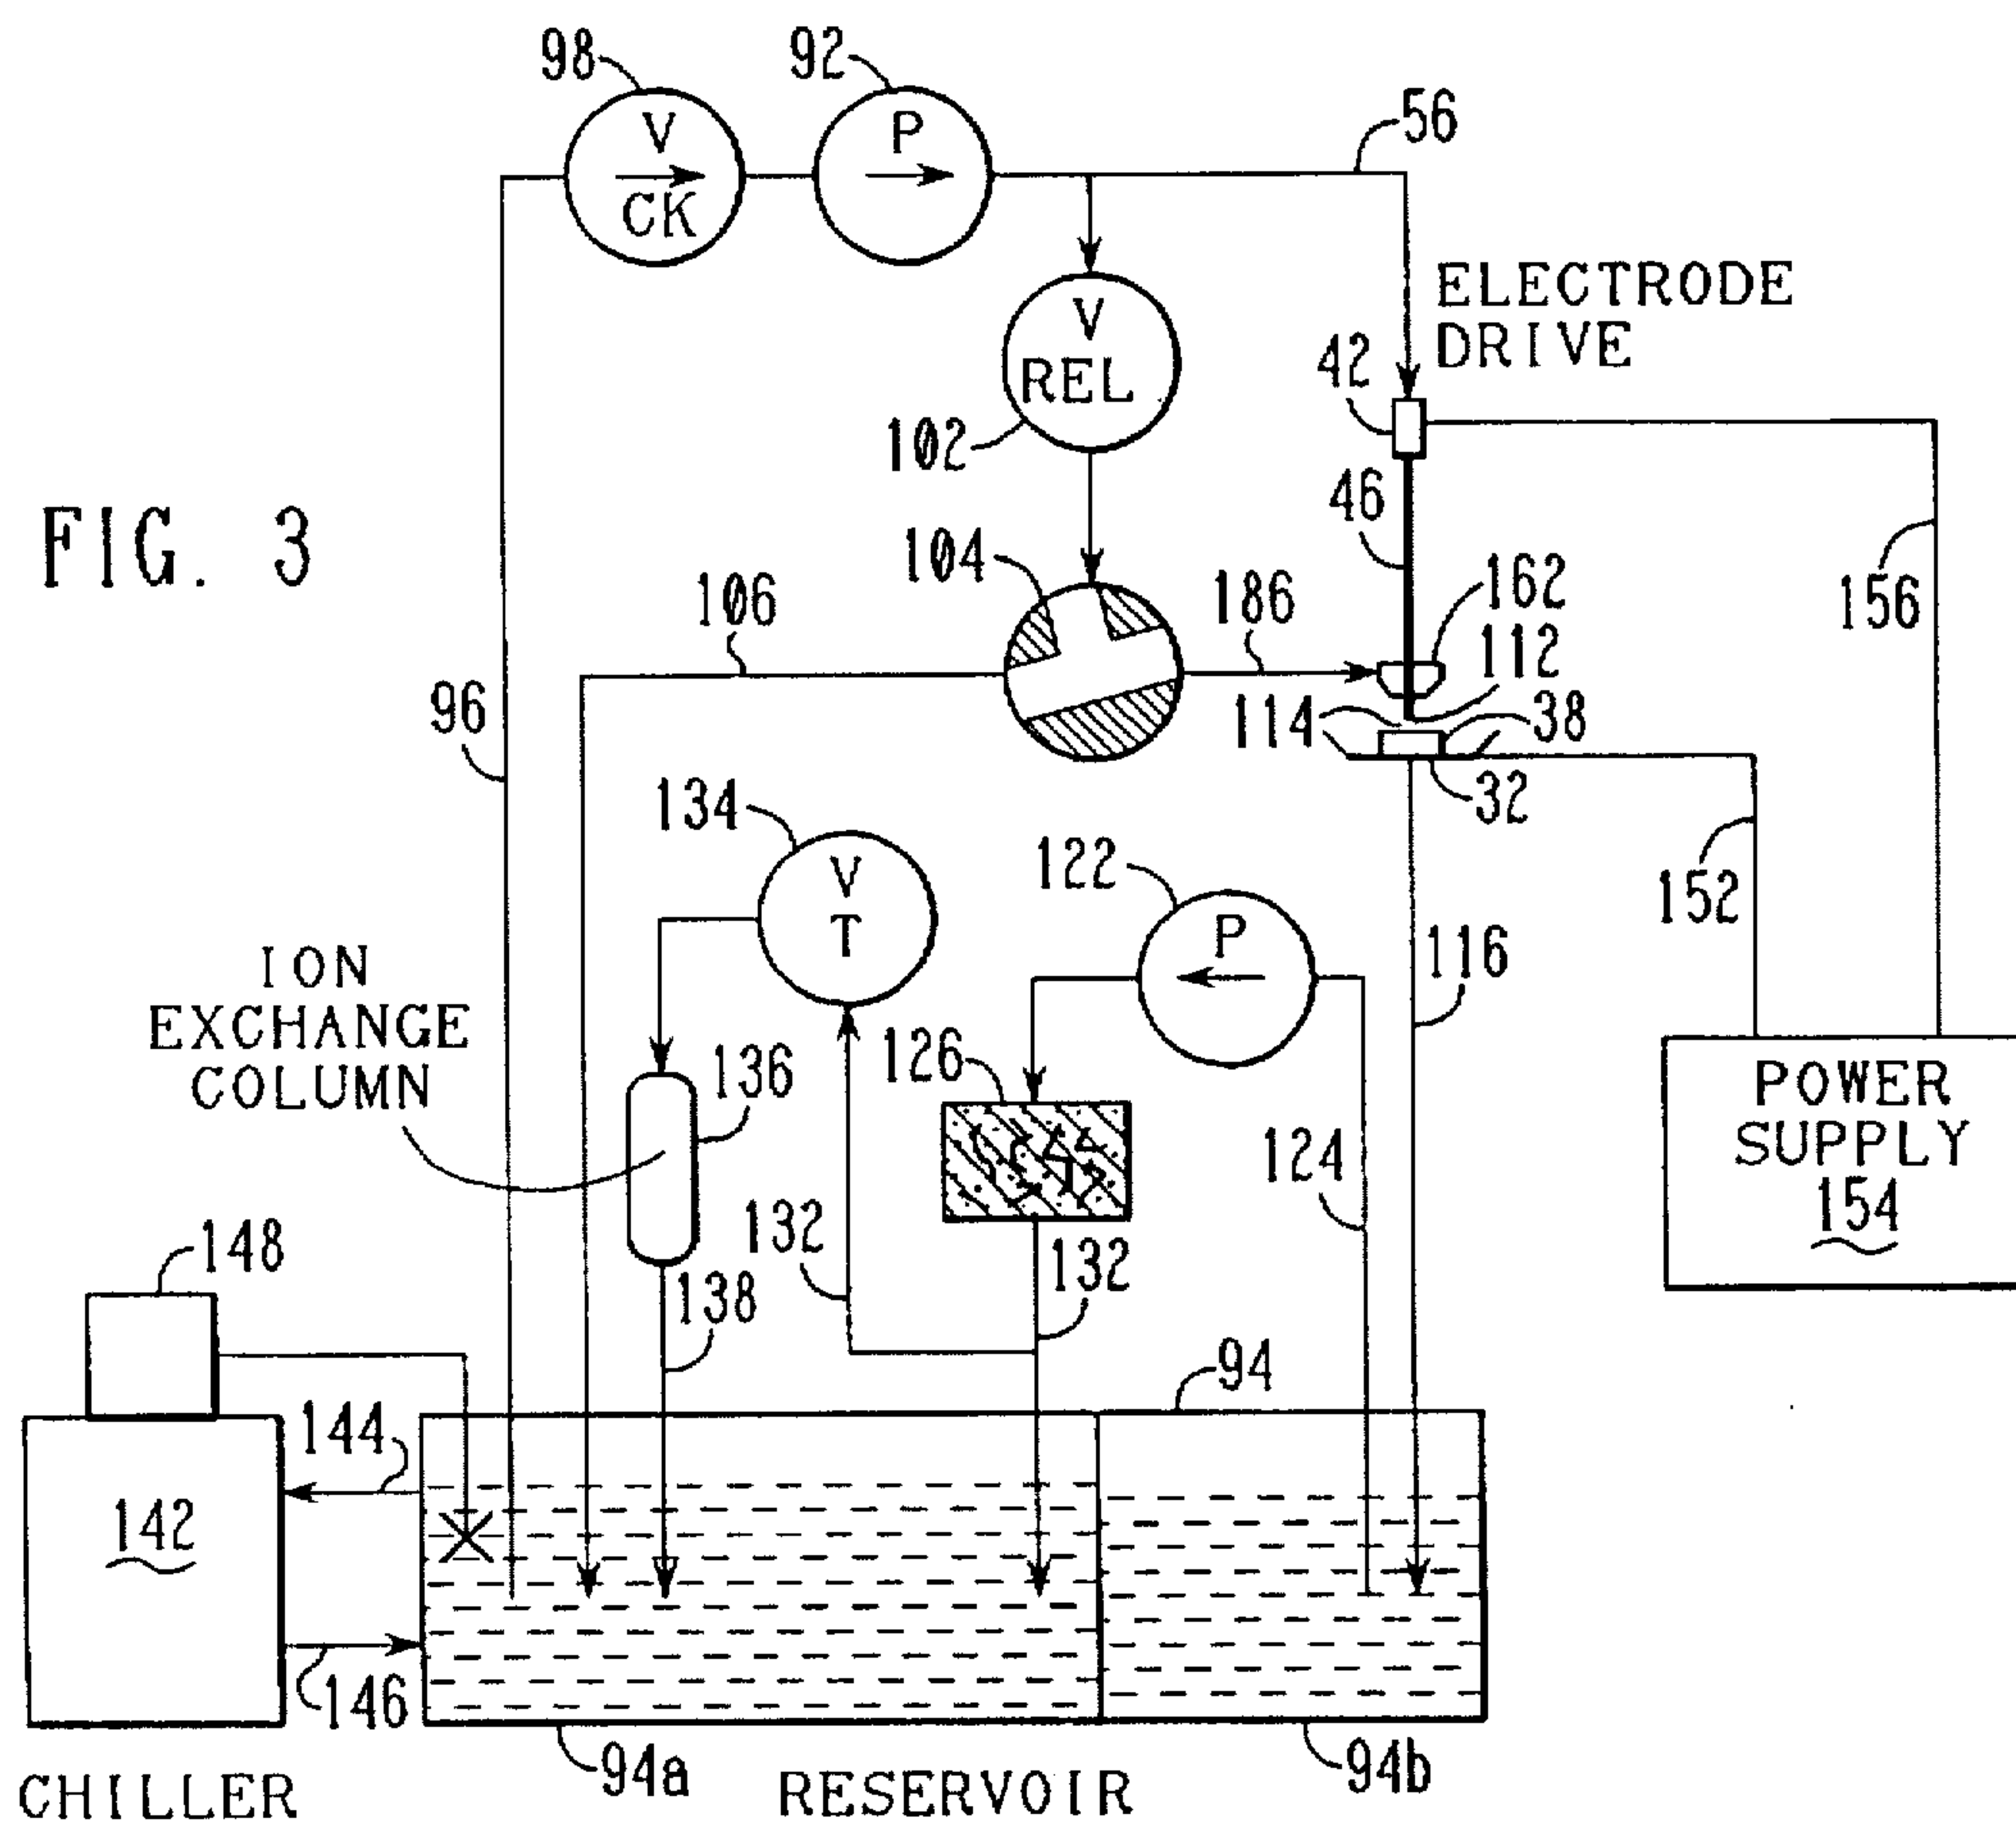 98
92
V
CK
P
56
ELECTRODE
DRIVE
V
REL
42
102
46
FIG. 3
104
162
106
186
112
156
96
114
38
32
134
V
T
122
P
152
116
ION
EXCHANGE
COLUMN
136
126
POWER
SUPPLY
154
124
132
132
148
138
94
144
142
146
94a
94b
CHILLER
RESERVOIR